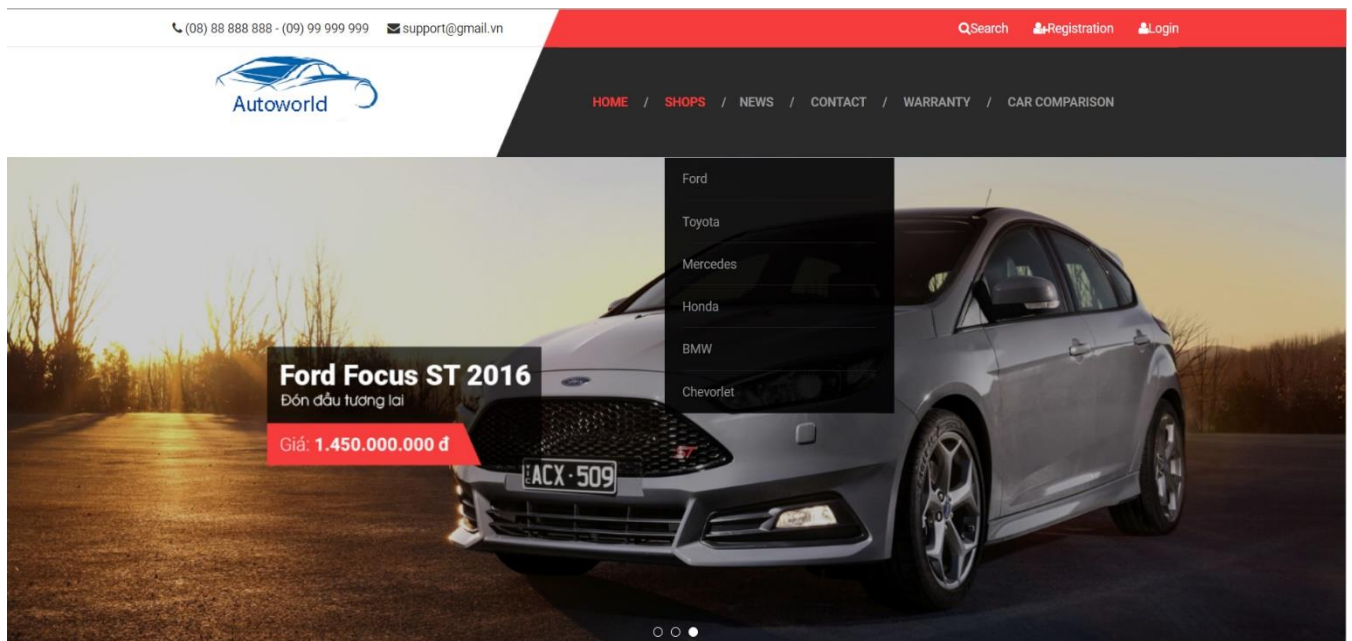 (08) 88 888 888 - (09) 99 999 999 support@gmail.vn Search Registration Login
Autoworld
HOME / SHOPS / NEWS / CONTACT / WARRANTY / CAR COMPARISON
Ford
Toyota
Mercedes
Honda
BMW
Chevorlet
Ford Focus ST 2016
Đón đầu tương lai
Giá: 1.450.000.000 đ
Ford
ST
ACX·509